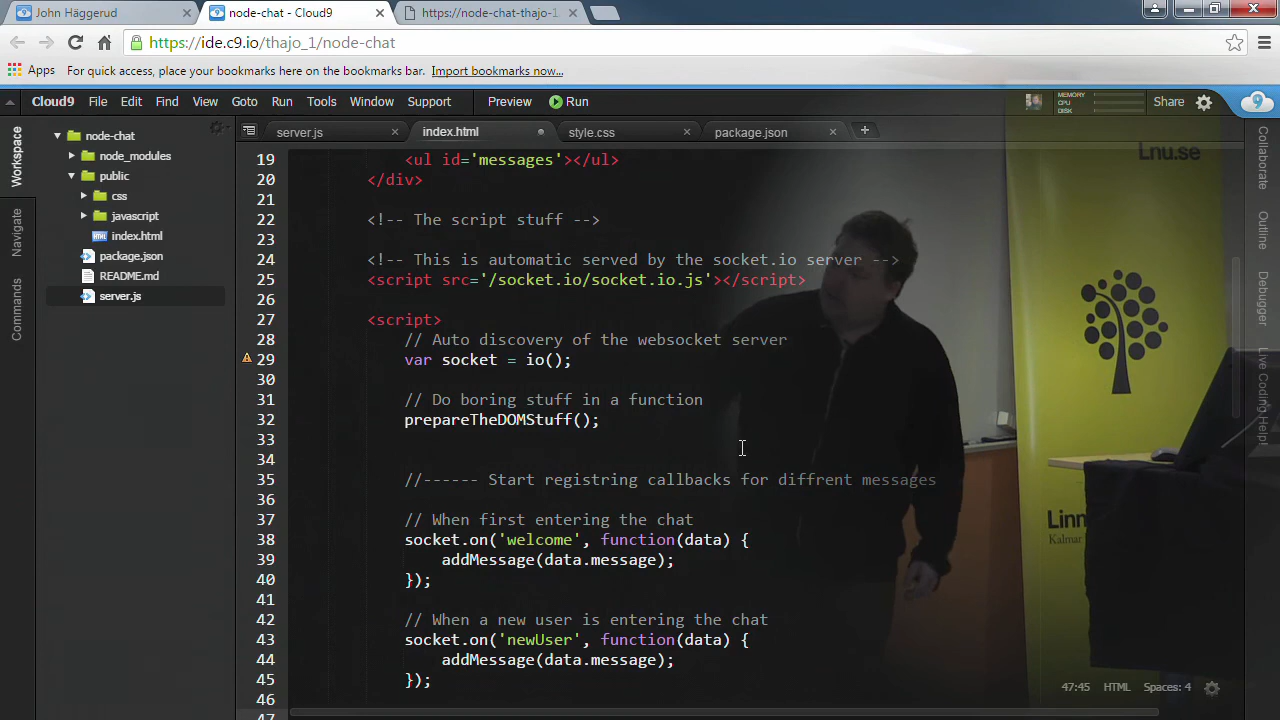 John Häggerud
node-chat - Cloud9
https://node-chat-thajo-1
https://ide.c9.io/thajo_1/node-chat
Apps
For quick access, place your bookmarks here on the bookmarks bar. Import bookmarks now...
Cloud9 File Edit Find View Goto Run Tools Window Support Preview Run
MEMORY
CPU
DISK
Share
server.js
index.html
style.css
package.json
Workspace
Navigate
Commands
node-chat
node_modules
public
css
javascript
index.html
package.json
README.md
server.js
19 <ul id='messages'></ul>
20 </div>
21
22 <!-- The script stuff -->
23
24 <!-- This is automatic served by the socket.io server -->
25 <script src='/socket.io/socket.io.js'></script>
26
27 <script>
28 // Auto discovery of the websocket server
29 var socket = io();
30
31 // Do boring stuff in a function
32 prepareTheDOMStuff();
33
34
35 //------ Start registring callbacks for diffrent messages
36
37 // When first entering the chat
38 socket.on('welcome', function(data) {
39 addMessage(data.message);
40 });
41
42 // When a new user is entering the chat
43 socket.on('newUser', function(data) {
44 addMessage(data.message);
45 });
46
47
47:45 HTML Spaces: 4
Collaborate
Outline
Debugger
Live Coding Help!
Lnu.se
Linn
Kalmar